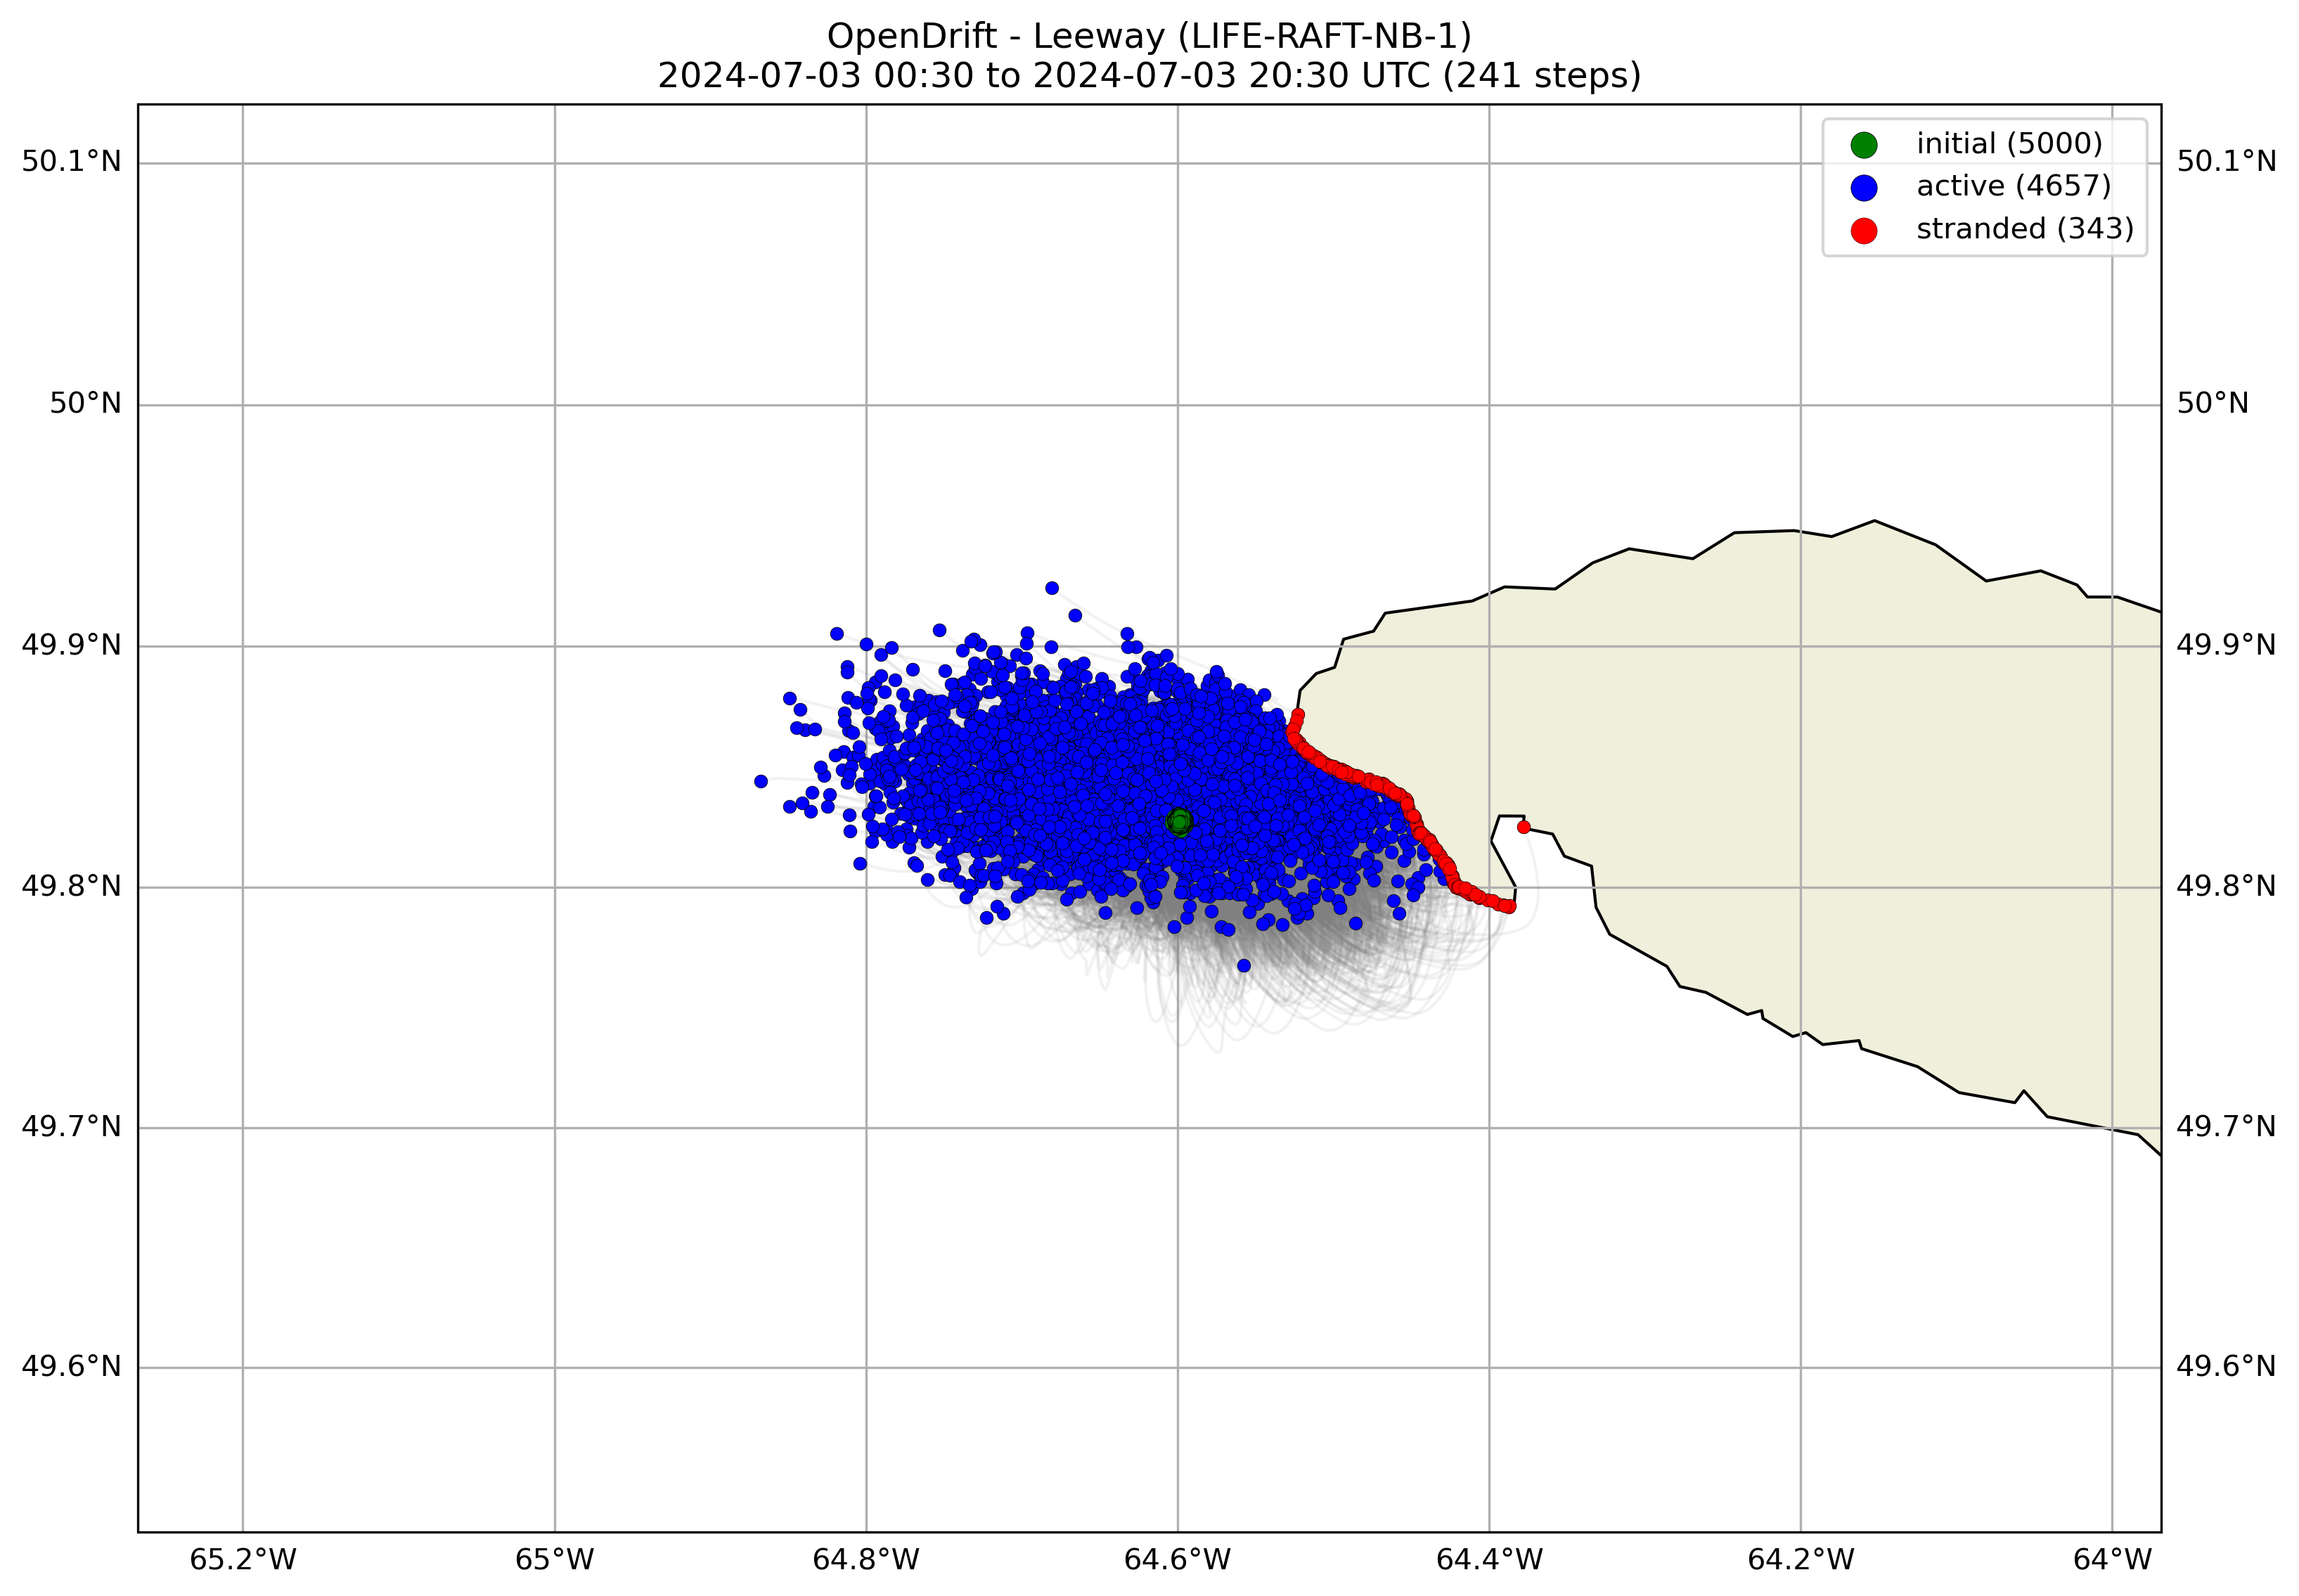 OpenDrift - Leeway (LIFE-RAFT-NB-1)
2024-07-03 00:30 to 2024-07-03 20:30 UTC (241 steps)
initial (5000)
active (4657)
stranded (343)
50.1°N
50.1°N
50°N
50°N
49.9°N
49.9°N
49.8°N
49.8°N
49.7°N
49.7°N
49.6°N
49.6°N
65.2°W
65°W
64.8°W
64.6°W
64.4°W
64.2°W
64°W